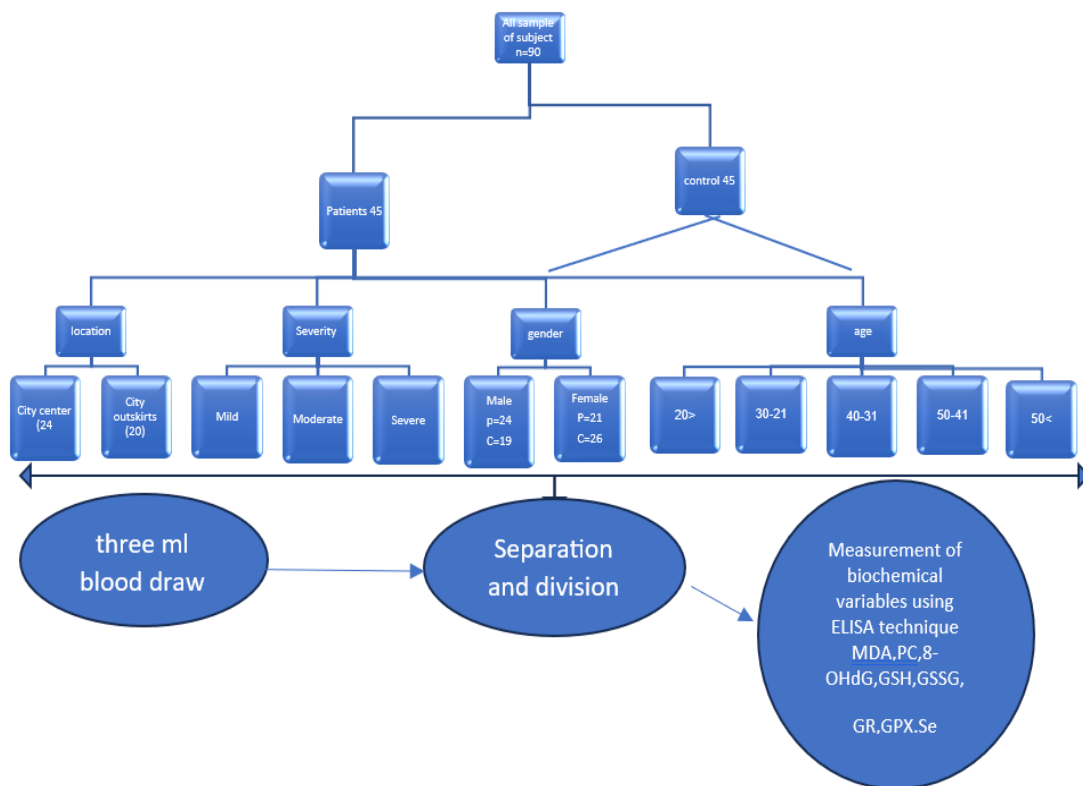 All sample
of subject
n=90
control 45
Patients 45
location
Severity
gender
age
City center
(24
City
outskirts
(20)
Mild
Moderate
Severe
Male
p=24
C=19
Female
P=21
C=26
20>
30-21
40-31
50-41
50<
three ml
blood draw
Separation
and division
Measurement of
biochemical
variables using
ELISA technique
MDA,PC,8-
OHdG,GSH,GSSG,
GR,GPX.Se